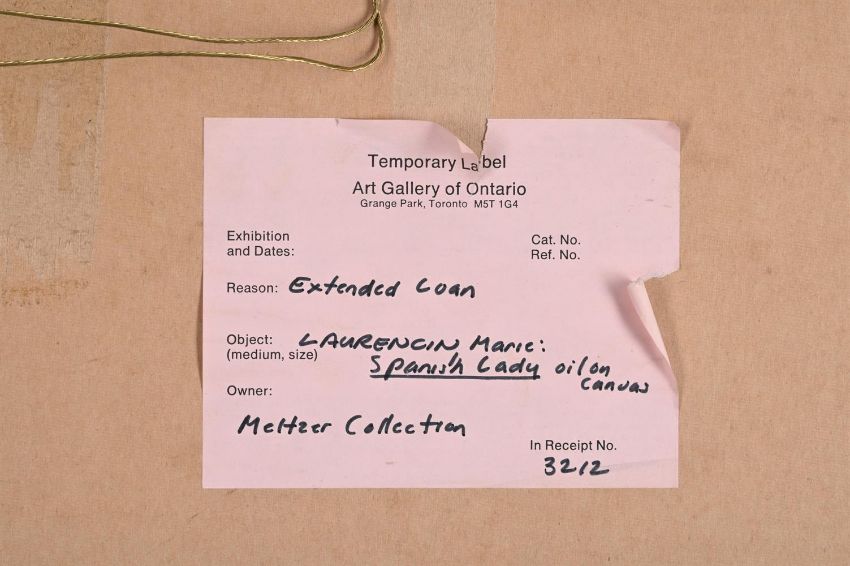 Temporary Label
Art Gallery of Ontario
Grange Park, Toronto M5T 1G4
Exhibition
and Dates:
Cat. No.
Ref. No.
Reason: Extended Loan
Object: LAURENCIN Marie:
(medium, size) Spanish Lady oil on
canvas
Owner:
Meltzer Collection
In Receipt No.
3212